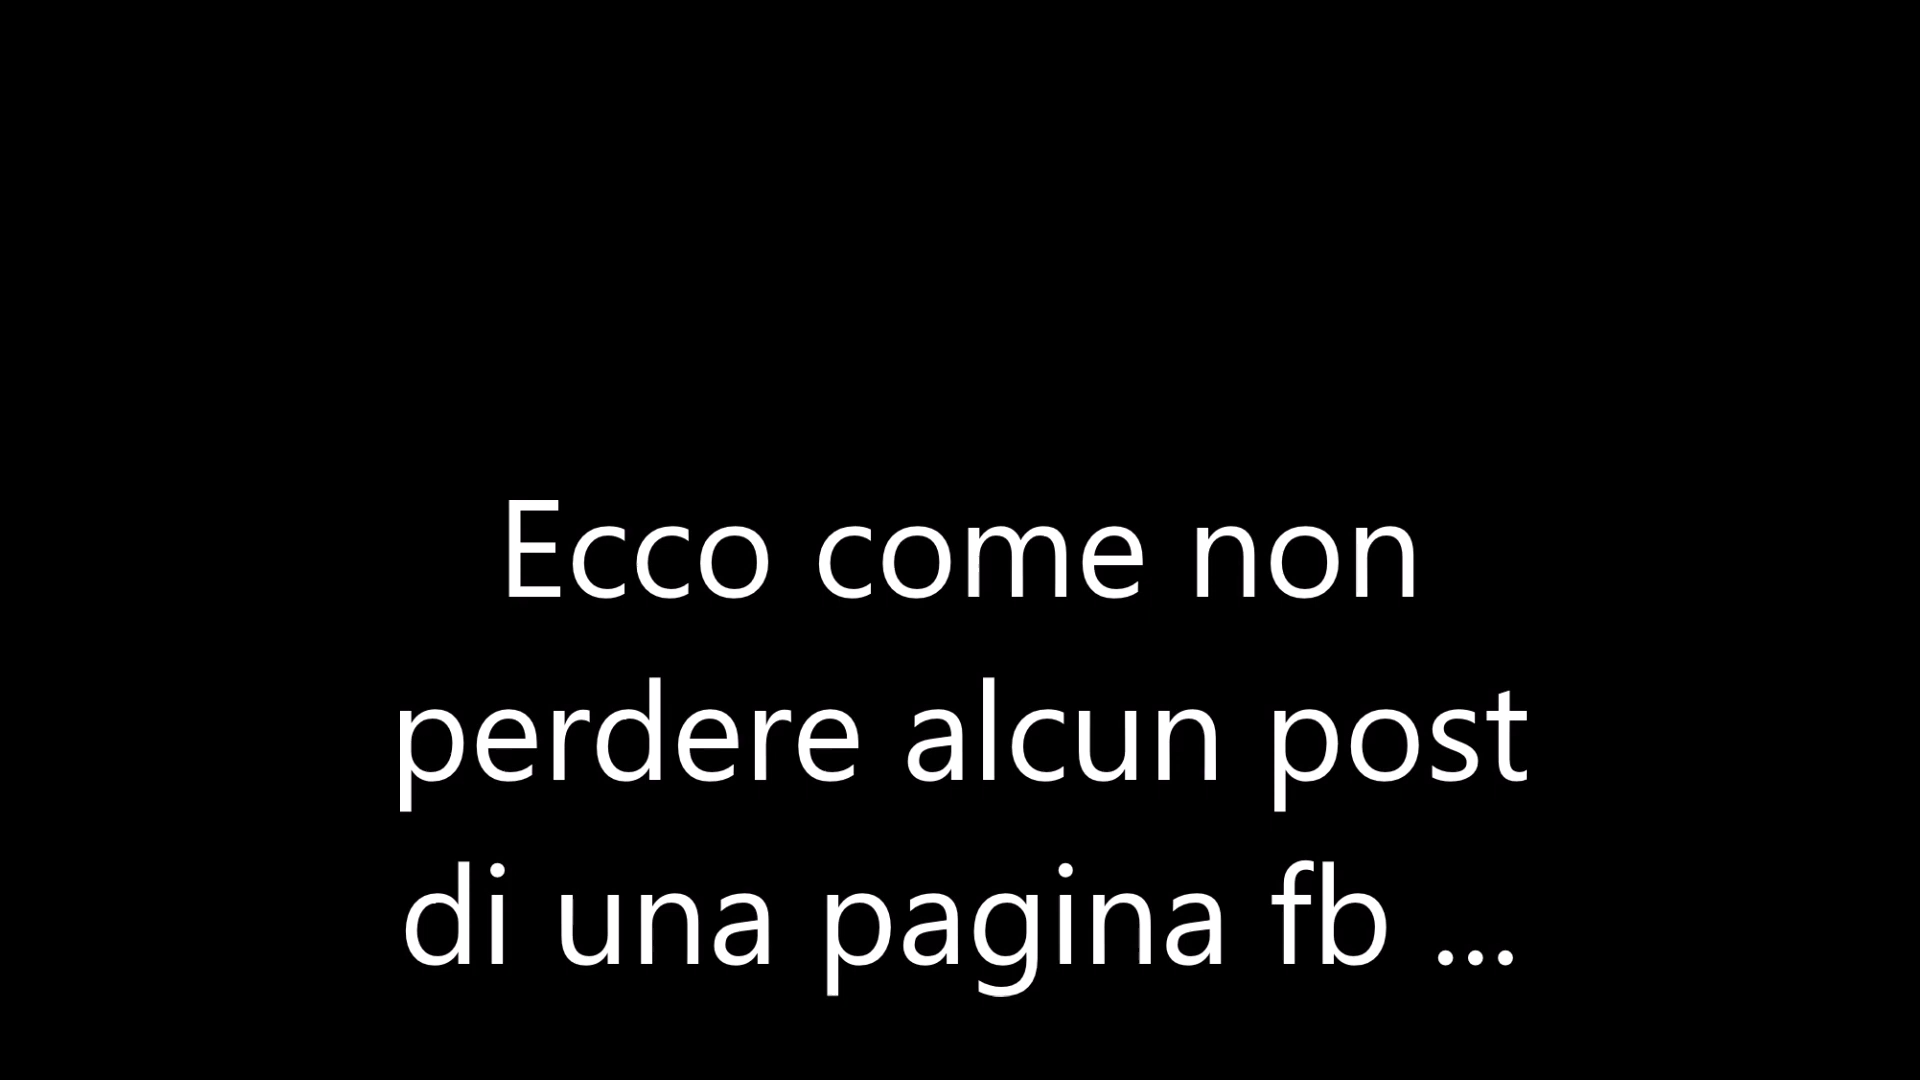 Ecco come non
perdere alcun post
di una pagina fb ...